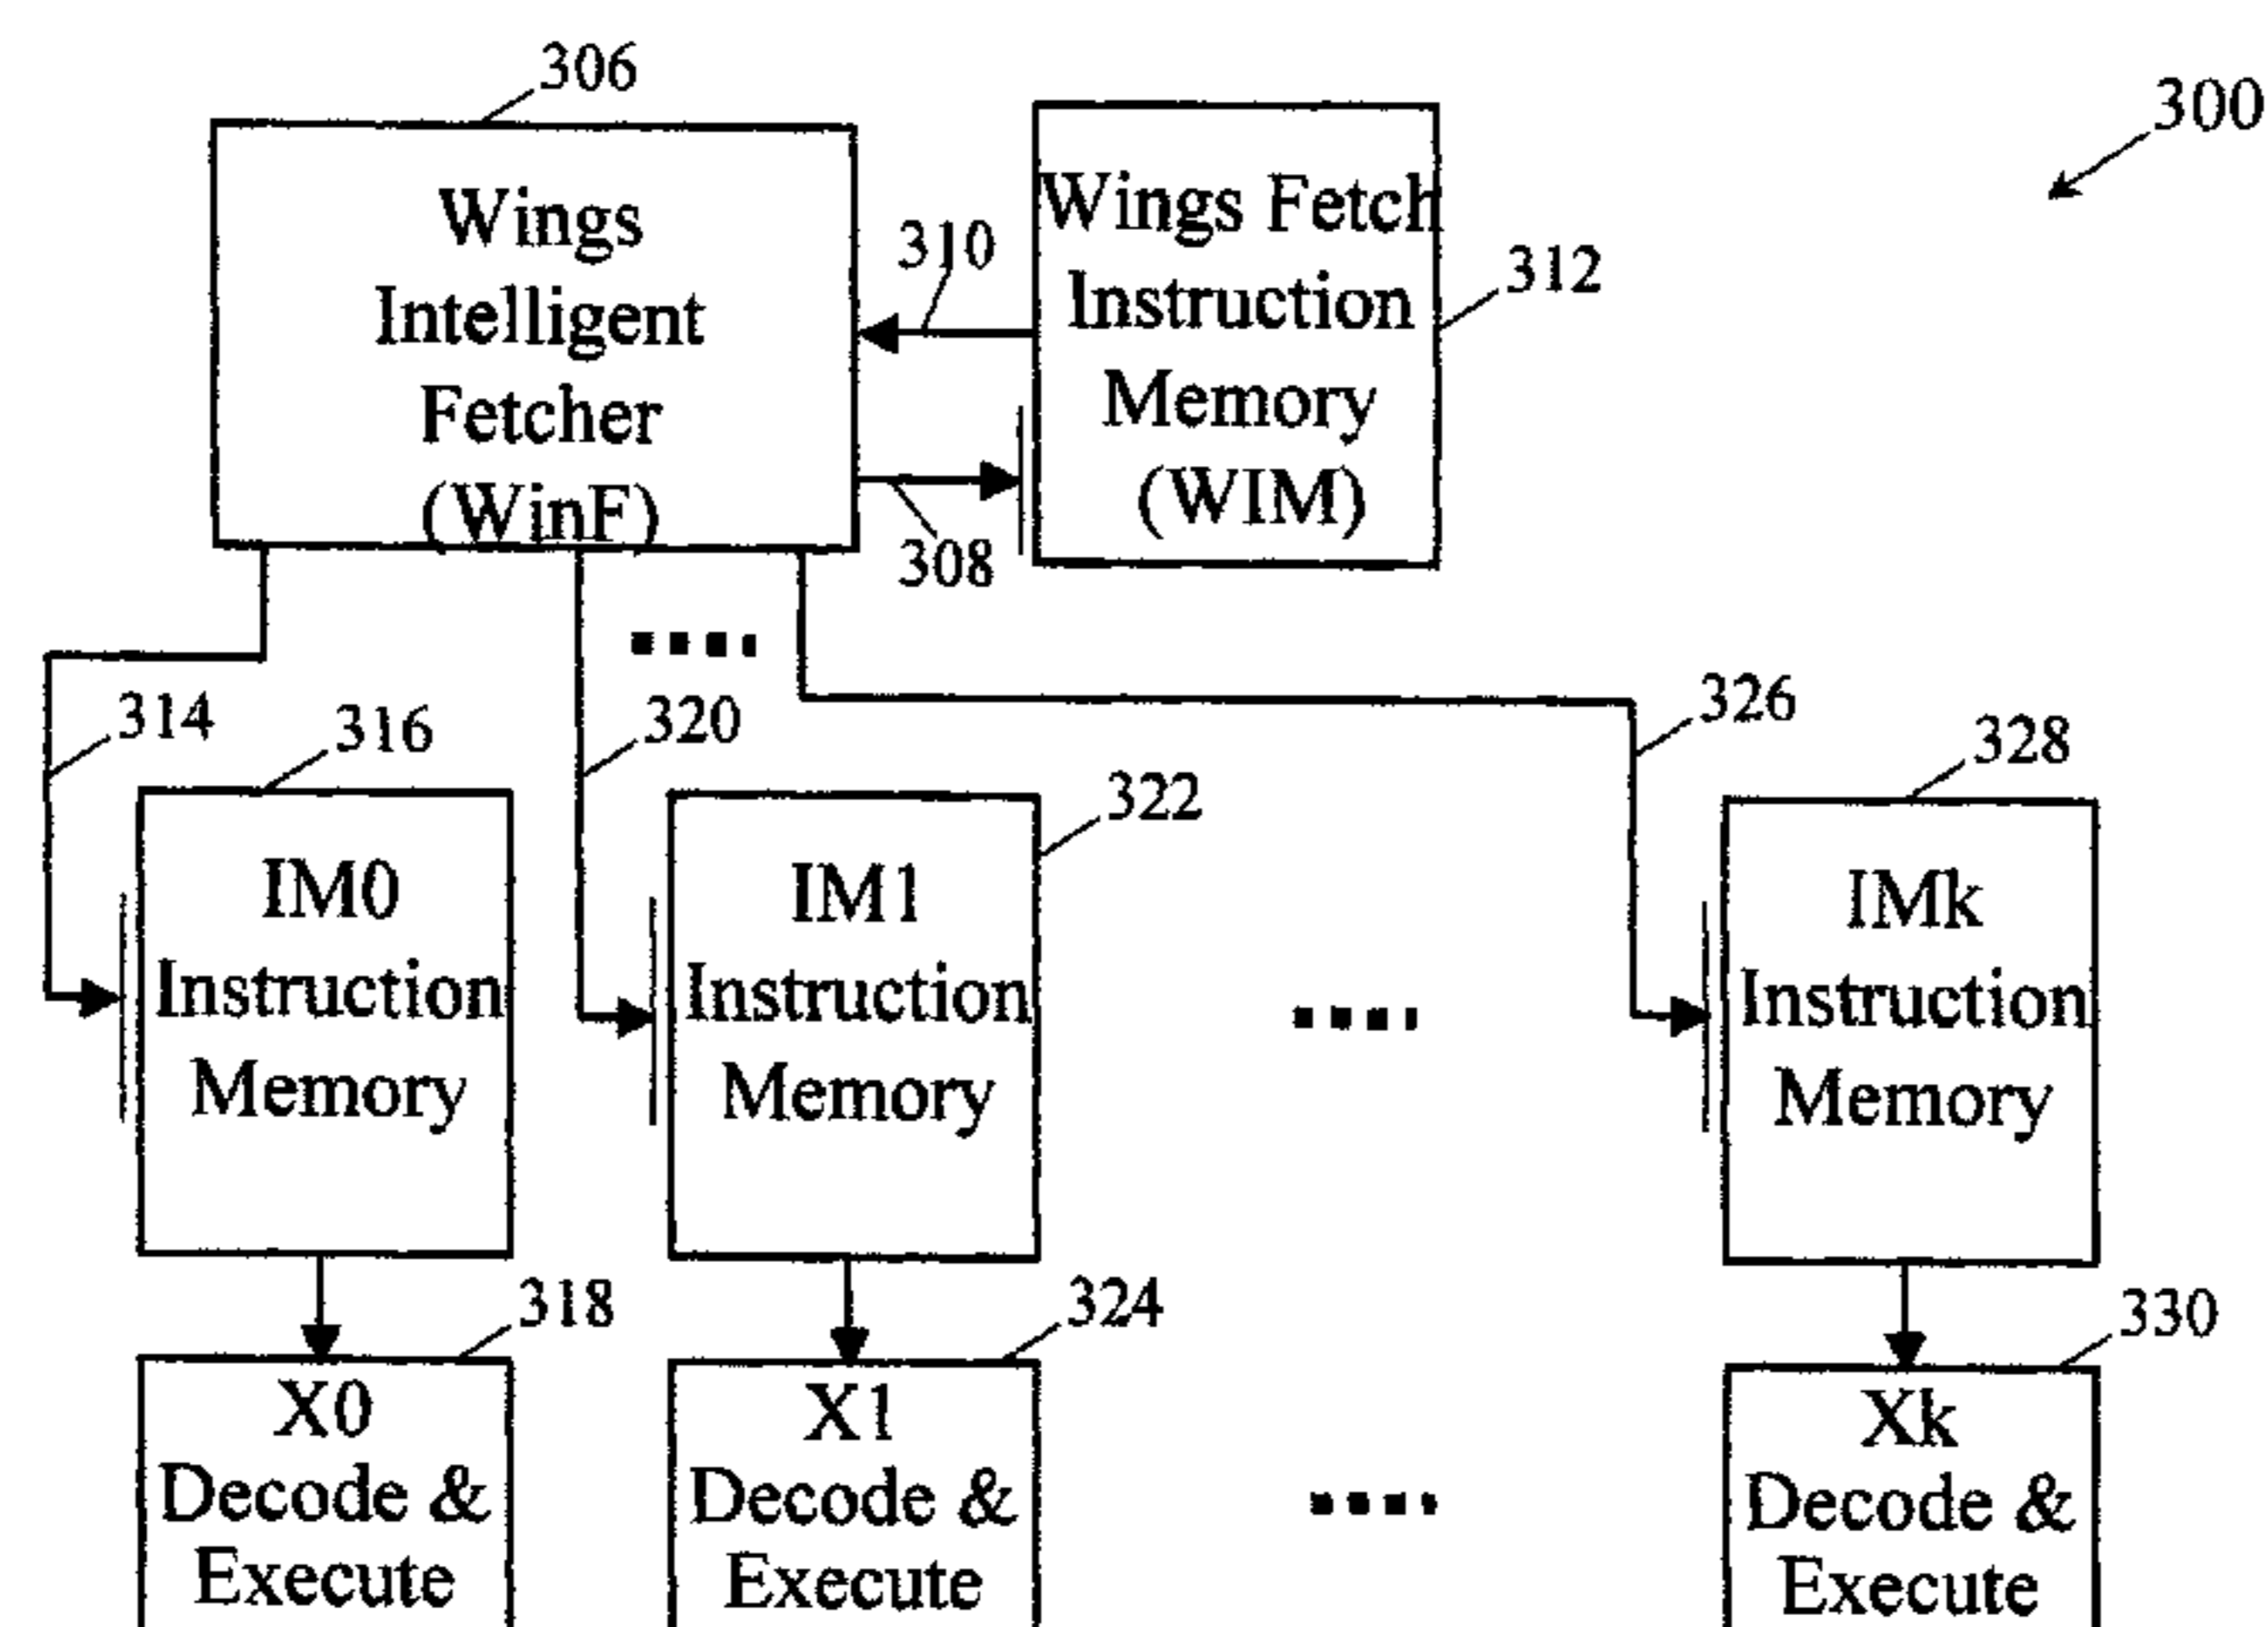 306
300
Wings
Intelligent
Fetcher
(WinF)
310
308
Wings Fetch
Instruction
Memory
(WIM)
312
314
316
320
322
326
328
IM0
Instruction
Memory
IM1
Instruction
Memory
IMk
Instruction
Memory
318
324
330
X0
Decode &
Execute
X1
Decode &
Execute
Xk
Decode &
Execute